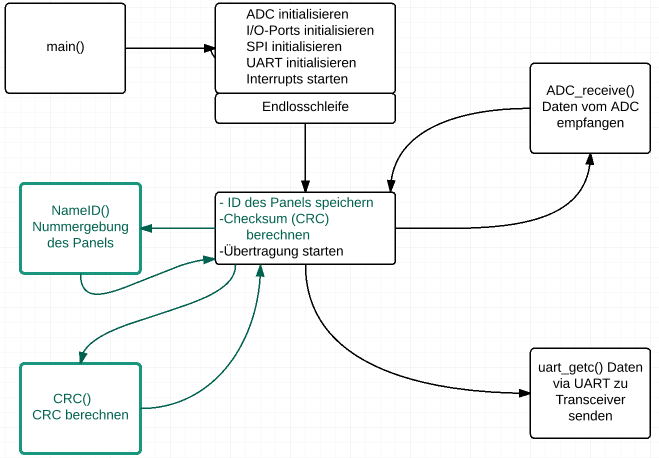 main()
ADC initialisieren
I/O-Ports initialisieren
SPI initialisieren
UART initialisieren
Interrupts starten
Endlosschleife
ADC_receive()
Daten vom ADC
empfangen
NameID()
Nummergebung
des Panels
- ID des Panels speichern
-Checksum (CRC)
berechnen
-Übertragung starten
CRC()
CRC berechnen
uart_getc() Daten
via UART zu
Transceiver
senden